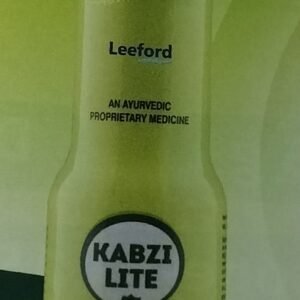 Leeford
AN AYURVEDIC
PROPRIETARY MEDICINE
KABZI
LITE